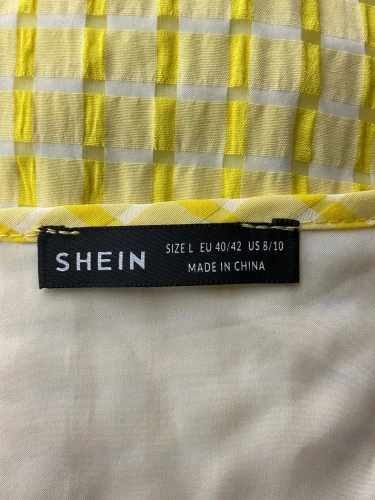 SHEIN
SIZE L EU 40/42 US 8/10
MADE IN CHINA